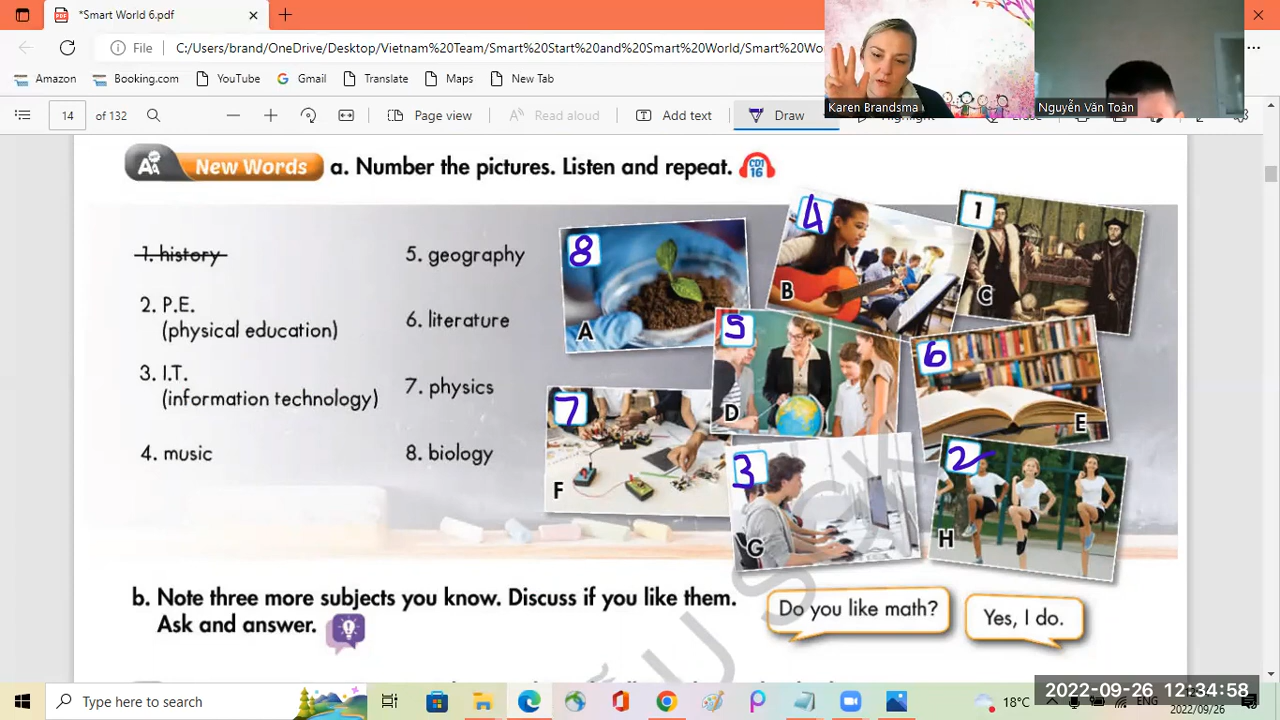 *Smart World 6.pdf
File
C:/Users/brand/OneDrive/Desktop/Vietnam%20Team/Smart%20Start%20and%20Smart%20World/Smart%20Wo
Amazon
Booking.com
YouTube
Gmail
Translate
Maps
New Tab
Karen Brandsma
Nguyễn Văn Toàn
14 of 132
Page view
Read aloud
Add text
Draw
New Words a. Number the pictures. Listen and repeat. CD1 16
1. history
2. P.E.
(physical education)
3. I.T.
(information technology)
4. music
5. geography
6. literature
7. physics
8. biology
8 A
4 B
1 C
5 D
6 E
7 F
3 G
2 H
b. Note three more subjects you know. Discuss if you like them.
Ask and answer.
Do you like math?
Yes, I do.
Type here to search
18°C
ENG
2022-09-26 12:34:58
2022/09/26